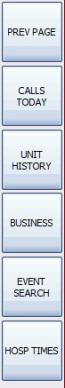 PREV PAGE
CALLS
TODAY
UNIT
HISTORY
BUSINESS
EVENT
SEARCH
HOSP TIMES